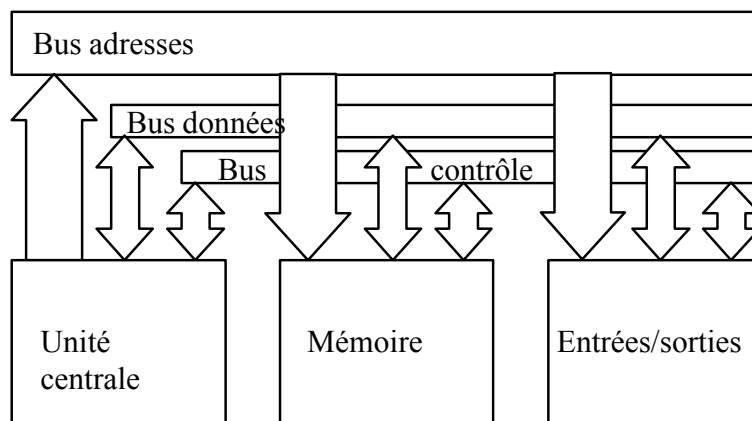 Bus adresses
Bus données
Bus contrôle
Unité
centrale
Mémoire
Entrées/sorties